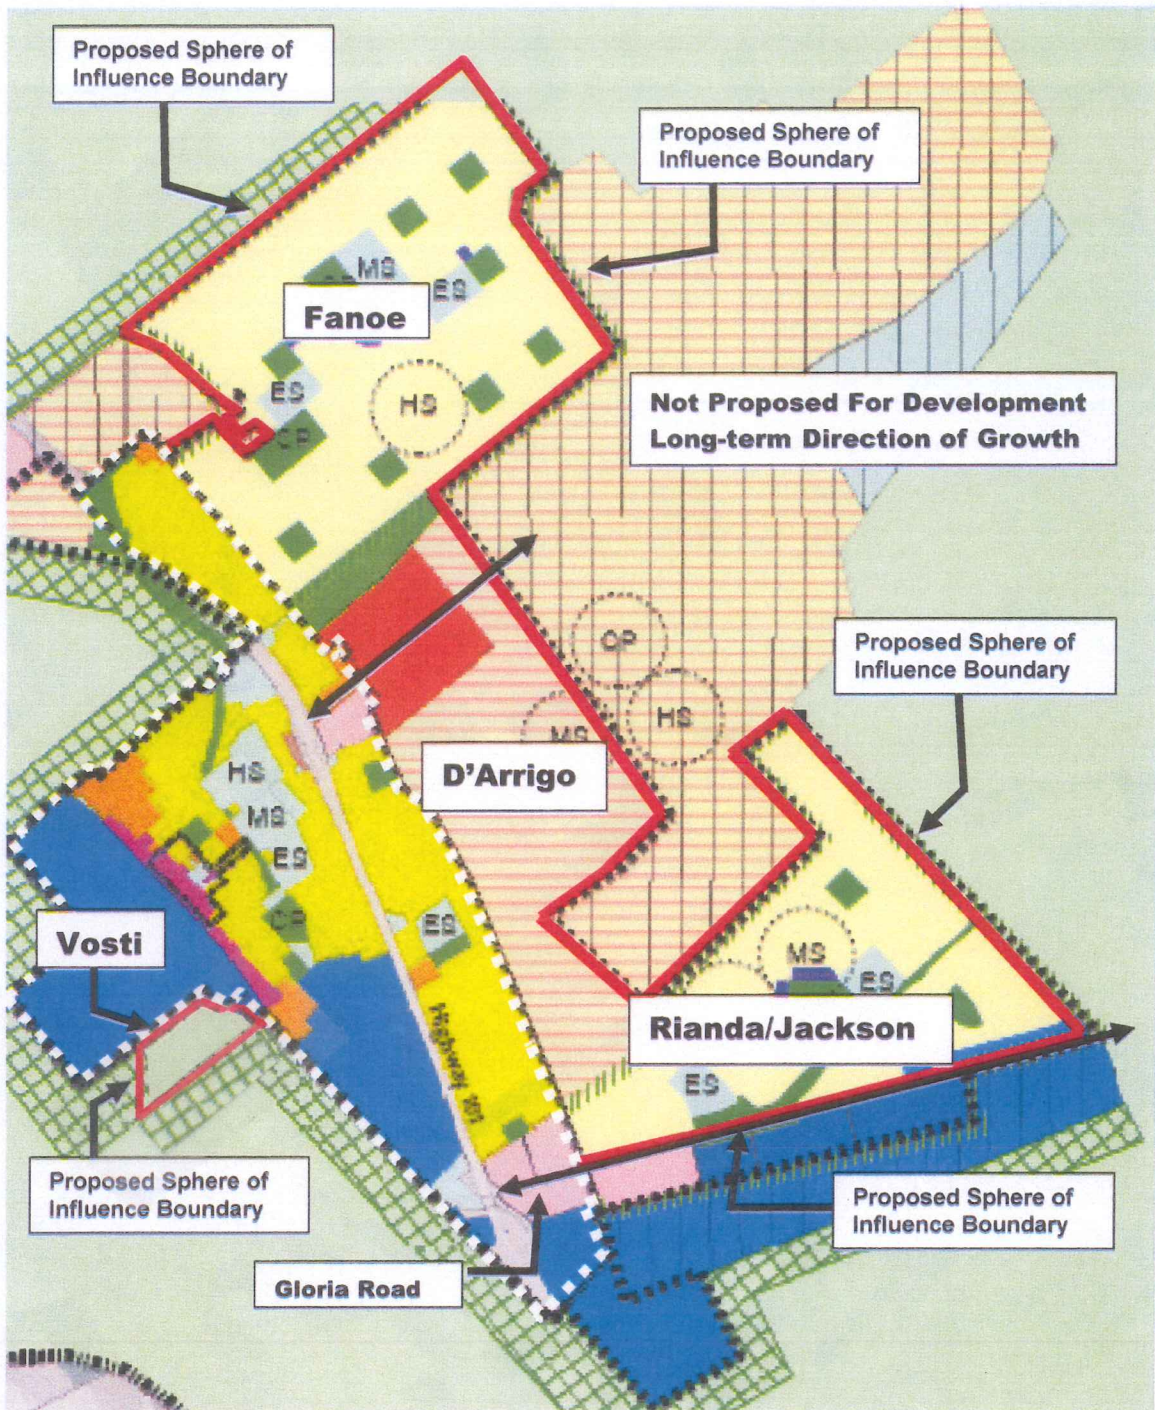 Proposed Sphere of
Influence Boundary
Proposed Sphere of
Influence Boundary
MS
ES
Fanoe
ES
HS
CP
Not Proposed For Development
Long-term Direction of Growth
CP
HS
MS
Proposed Sphere of
Influence Boundary
D'Arrigo
HS
MS
ES
CP
ES
Vosti
MS
ES
Rianda/Jackson
Highway 101
ES
Proposed Sphere of
Influence Boundary
Proposed Sphere of
Influence Boundary
Gloria Road